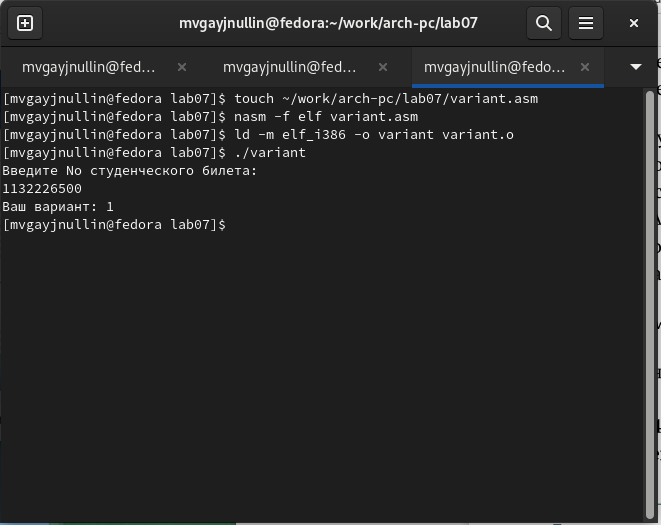 mvgayjnullin@fedora:~/work/arch-pc/lab07
mvgayjnullin@fed... mvgayjnullin@fed... mvgayjnullin@fedo...
[mvgayjnullin@fedora lab07]$ touch ~/work/arch-pc/lab07/variant.asm
[mvgayjnullin@fedora lab07]$ nasm -f elf variant.asm
[mvgayjnullin@fedora lab07]$ ld -m elf_i386 -o variant variant.o
[mvgayjnullin@fedora lab07]$ ./variant
Введите No студенческого билета:
1132226500
Ваш вариант: 1
[mvgayjnullin@fedora lab07]$